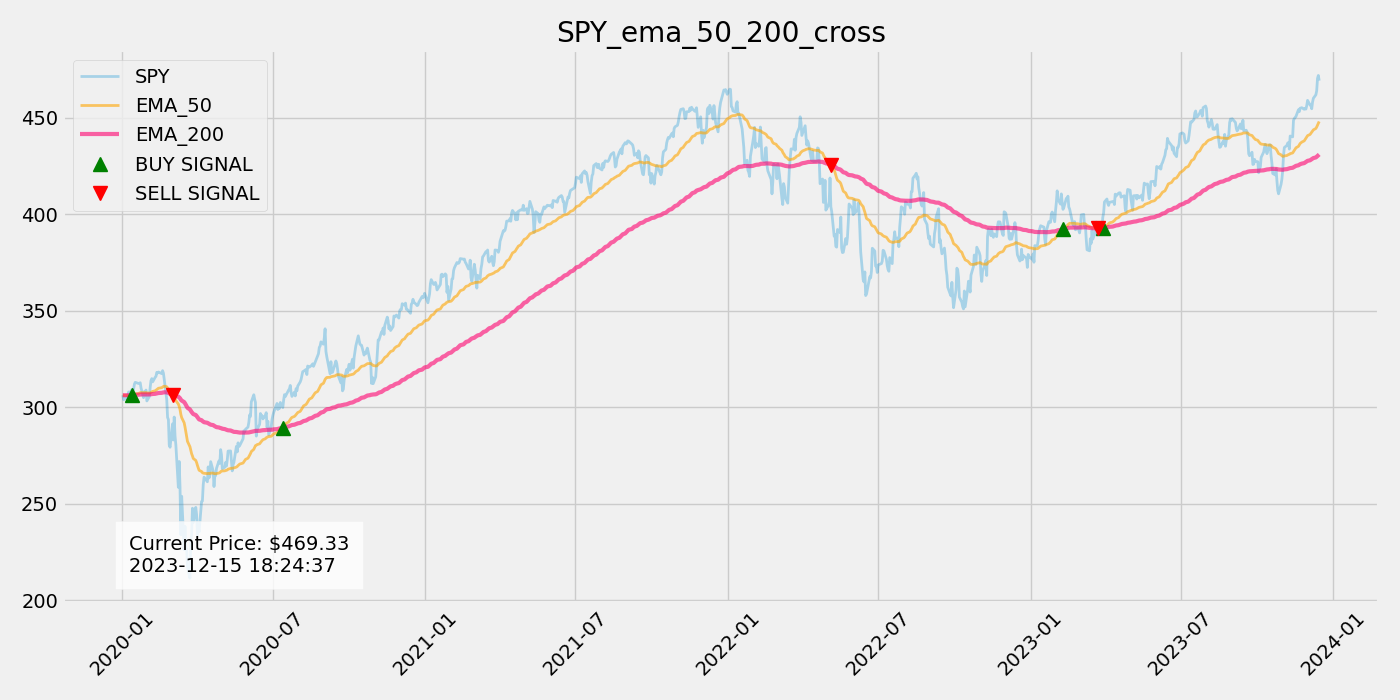 SPY_ema_50_200_cross
SPY
EMA_50
EMA_200
BUY SIGNAL
SELL SIGNAL
450
400
350
300
250
200
Current Price: $469.33
2023-12-15 18:24:37
2020-01
2020-07
2021-01
2021-07
2022-01
2022-07
2023-01
2023-07
2024-01